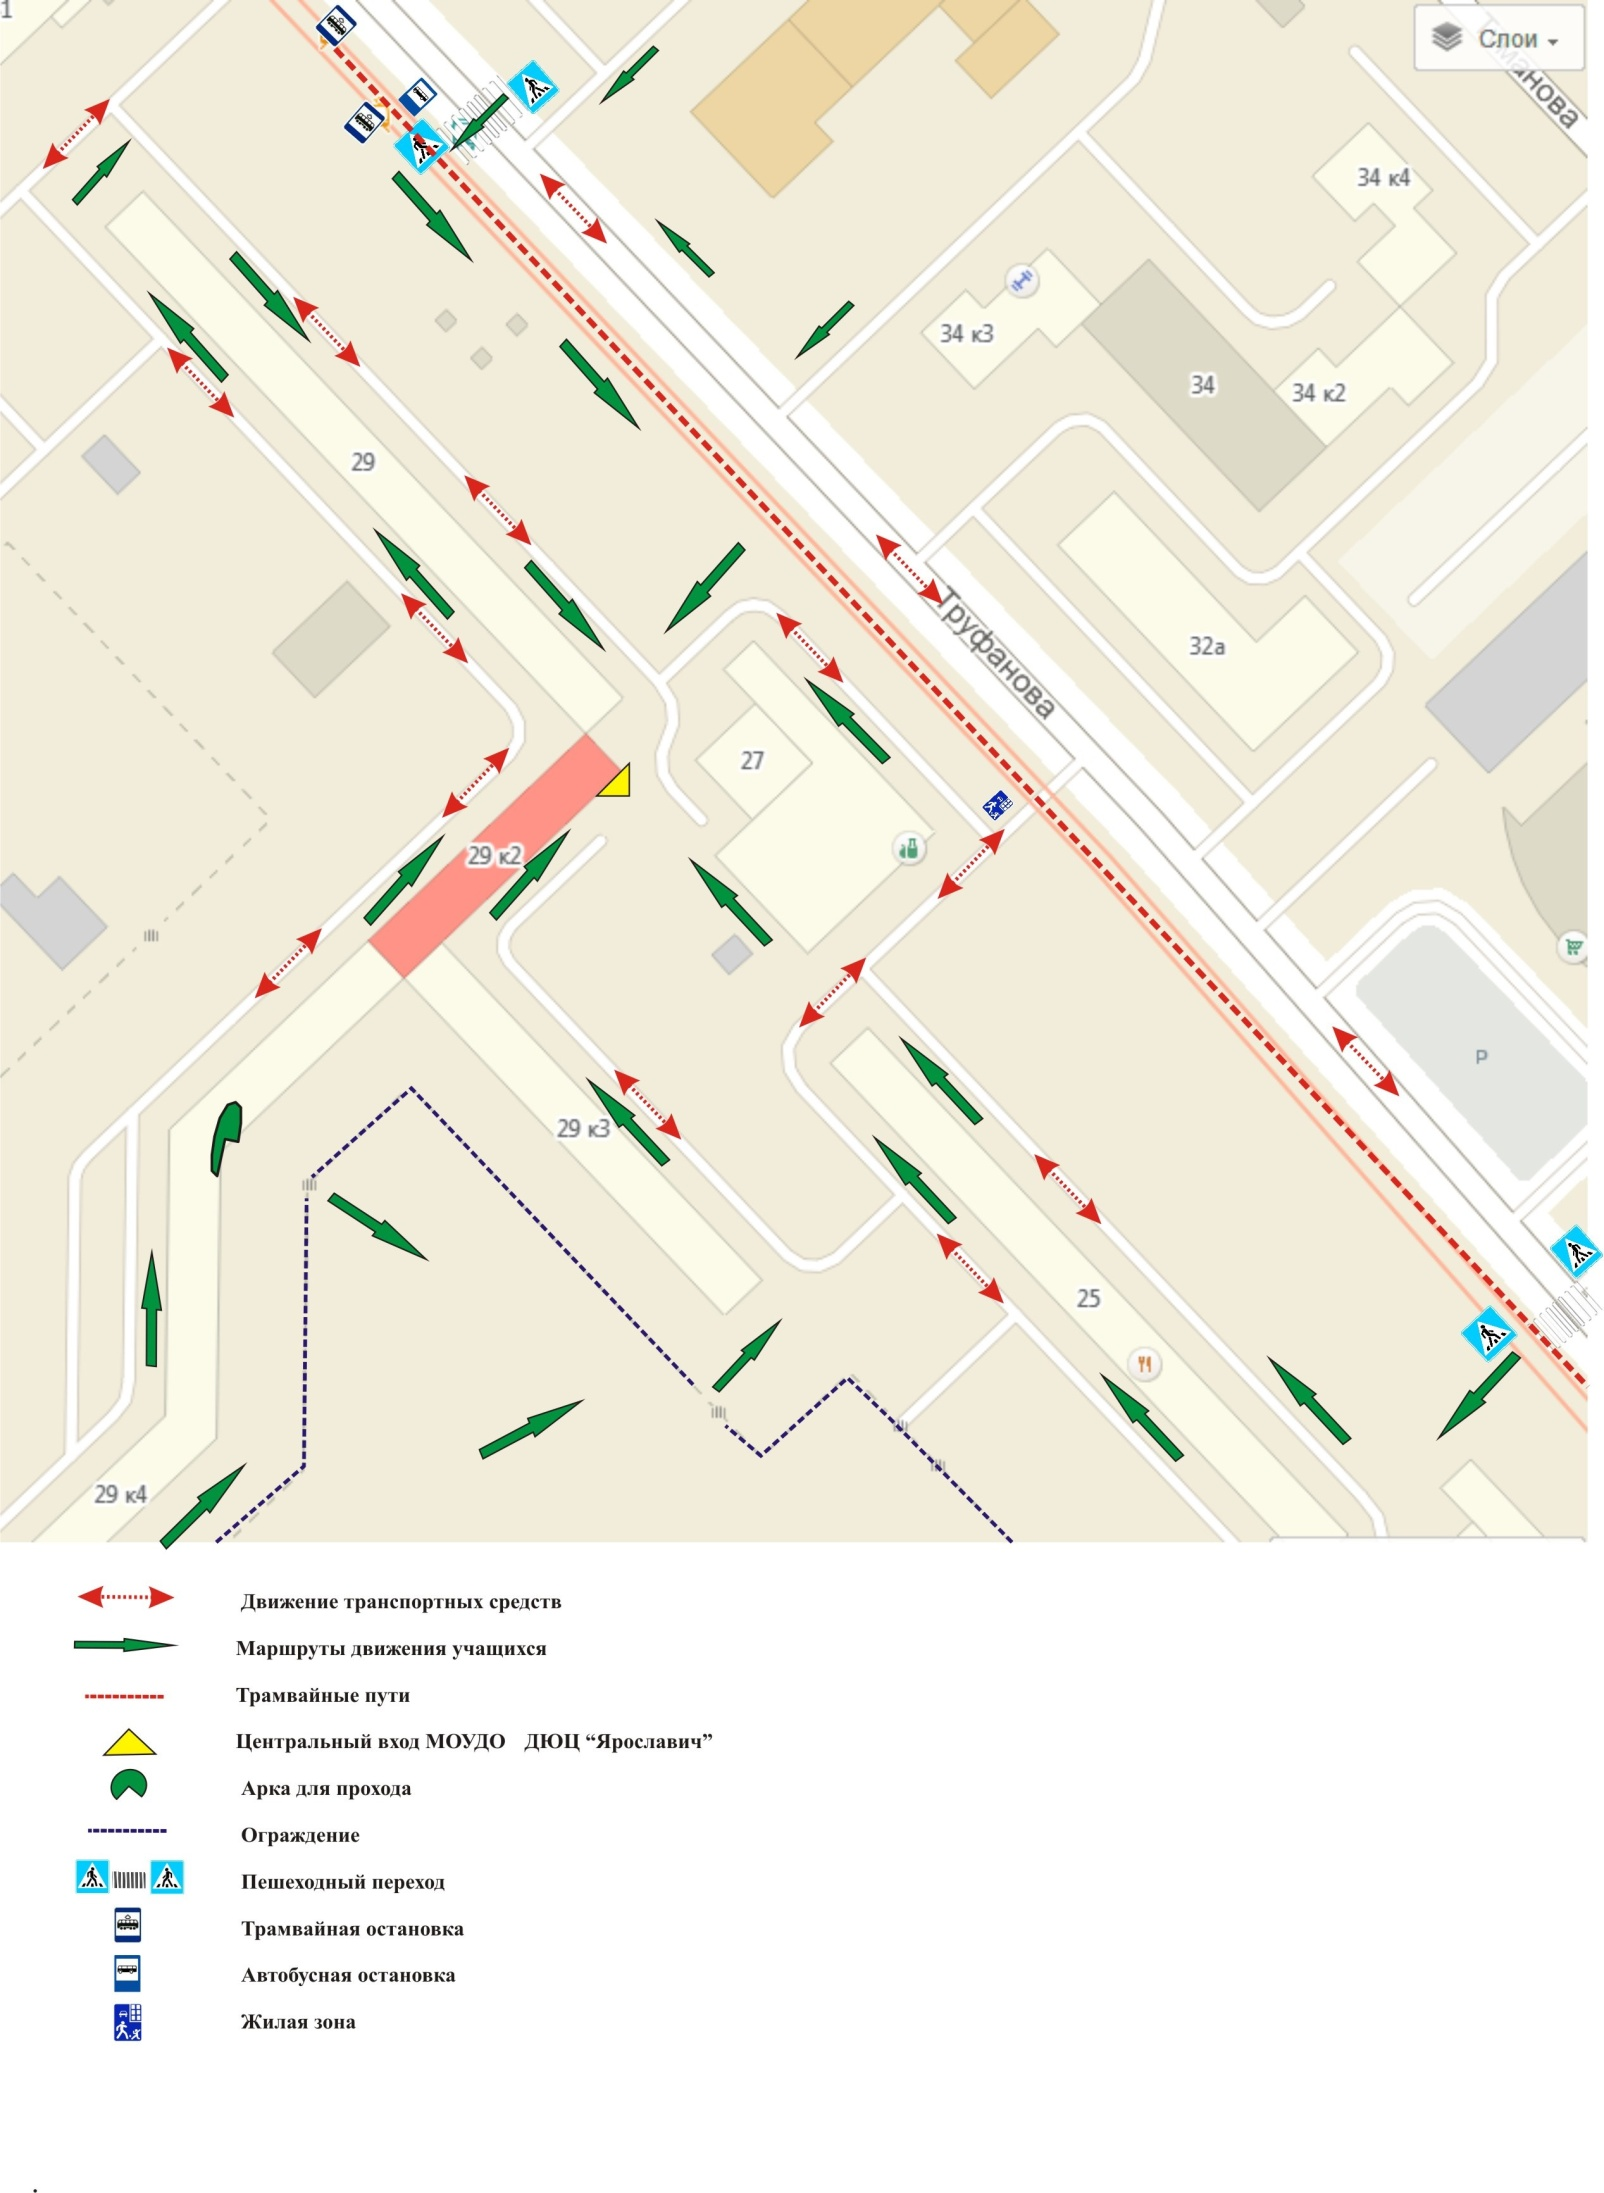 1
Слои
манова
34 к4
34 к3
34
34 к2
29
Труфанова
32а
27
29 к2
P
29 к3
25
29 к4
Движение транспортных средств
Маршруты движения учащихся
Трамвайные пути
Центральный вход МОУДО ДЮЦ “Ярославич”
Арка для прохода
Ограждение
Пешеходный переход
Трамвайная остановка
Автобусная остановка
Жилая зона
.